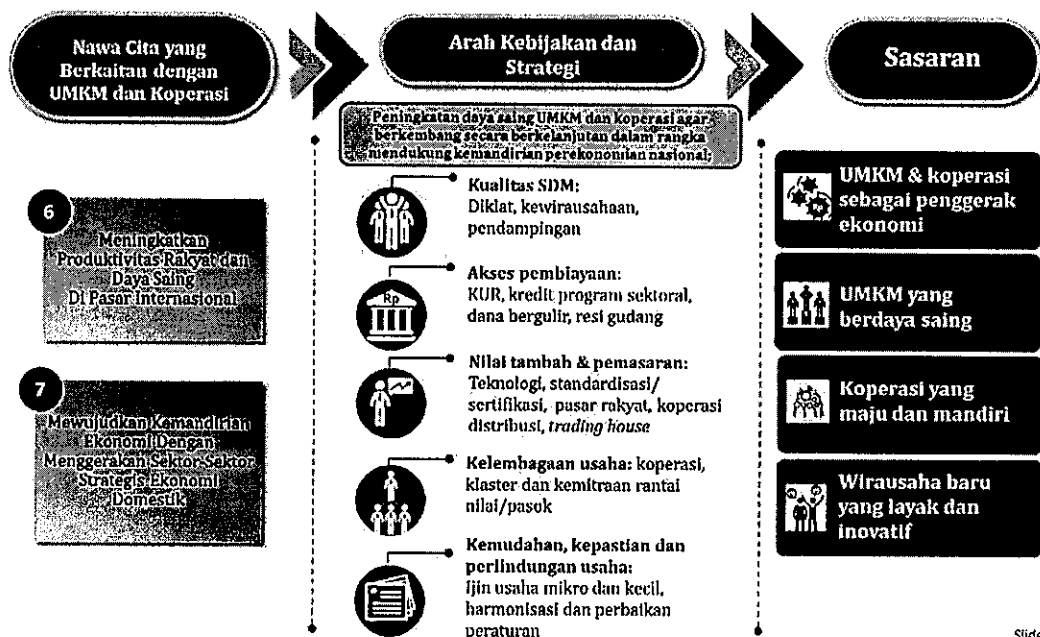 Nawa Cita yang
Berkaitan dengan
UMKM dan Koperasi
Arah Kebijakan dan
Strategi
Sasaran
Peningkatan daya saing UMKM dan koperasi agar
berkembang secara berkelanjutan dalam rangka
mendukung kemandirian perekonomian nasional;
6
Meningkatkan
Produktivitas Rakyat dan
Daya Saing
Di Pasar Internasional
7
Mewujudkan Kemandirian
Ekonomi Dengan
Menggerakan Sektor-Sektor
Strategis Ekonomi
Domestik
Kualitas SDM:
Diklat, kewirausahaan,
pendampingan
Rp
Akses pembiayaan:
KUR, kredit program sektoral,
dana bergulir, resi gudang
Nilai tambah & pemasaran:
Teknologi, standardisasi/
sertifikasi, pasar rakyat, koperasi
distribusi, trading house
Kelembagaan usaha: koperasi,
klaster dan kemitraan rantai
nilai/pasok
Kemudahan, kepastian dan
perlindungan usaha:
Ijin usaha mikro dan kecil,
harmonisasi dan perbaikan
peraturan
UMKM & koperasi
sebagai penggerak
ekonomi
UMKM yang
berdaya saing
Koperasi yang
maju dan mandiri
Wirausaha baru
yang layak dan
inovatif
Slide